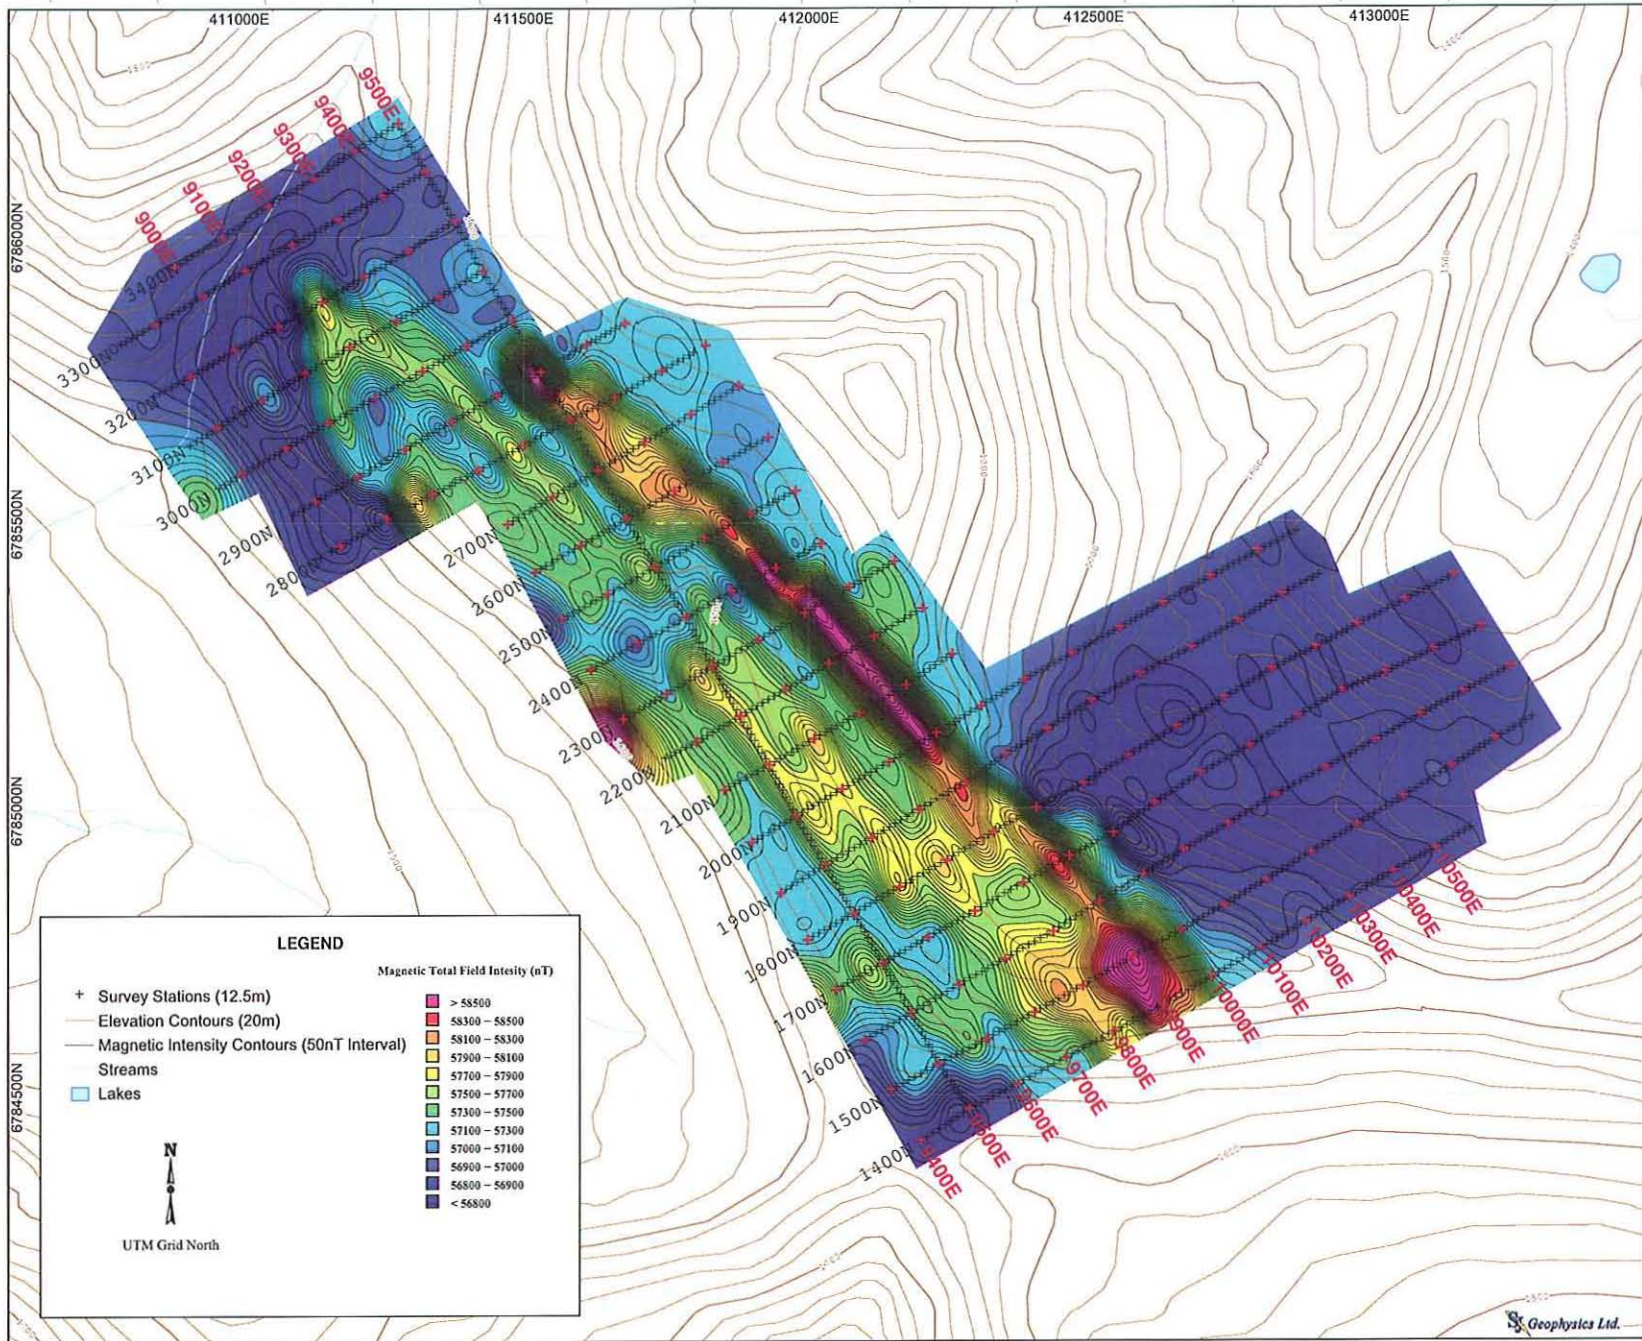 411000E 411500E 412000E 412500E 413000E
6786000N
6785500N
6785000N
6784500N
9500E
9400E
9300E
9200E
9100E
9000E
3400N
3300N
3200N
3100N
3000N
2900N
2800N
2700N
2600N
2500N
2400N
2300N
2200N
2100N
2000N
1900N
1800N
1700N
1600N
1500N
1400N
10500E
10400E
10300E
10200E
10100E
10000E
9900E
9800E
9700E
9600E
9500E
9400E
LEGEND
Magnetic Total Field Intesity (nT)
+ Survey Stations (12.5m)
Elevation Contours (20m)
Magnetic Intensity Contours (50nT Interval)
Streams
Lakes
> 58500
58300 – 58500
58100 – 58300
57900 – 58100
57700 – 57900
57500 – 57700
57300 – 57500
57100 – 57300
57000 – 57100
56900 – 57000
56800 – 56900
< 56800
N
UTM Grid North
SJ Geophysics Ltd.